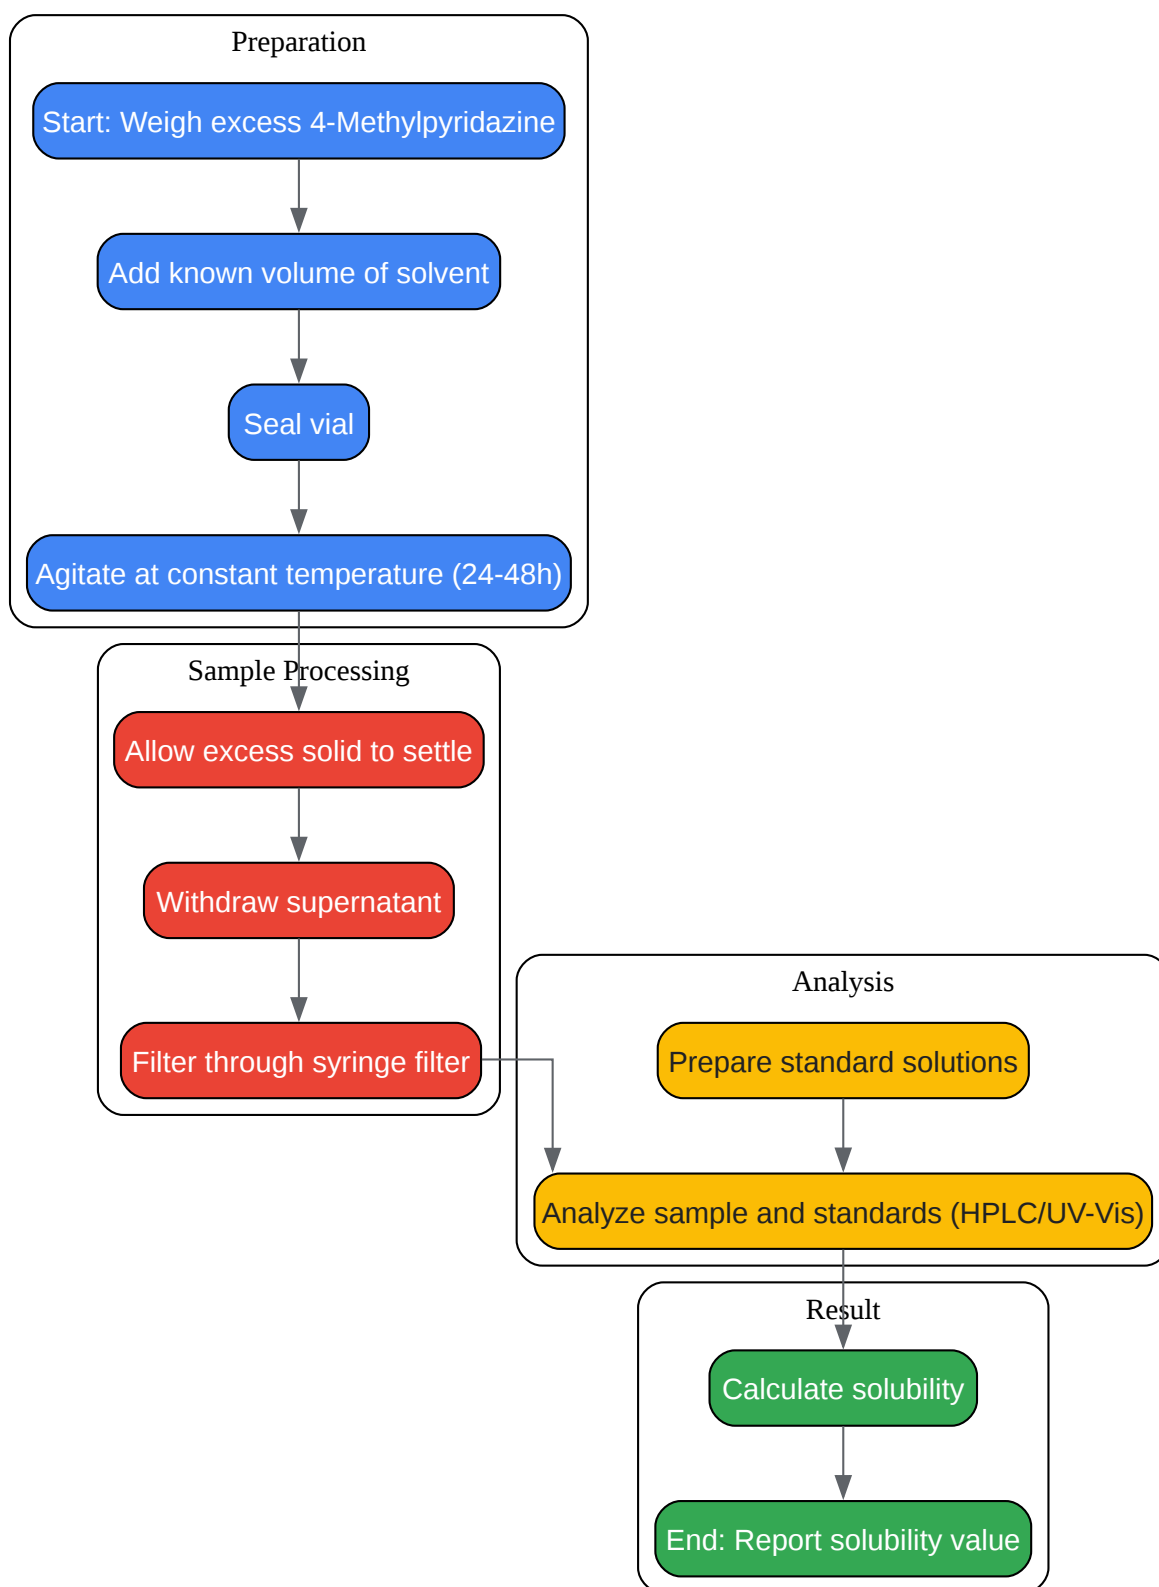 Preparation
Start: Weigh excess 4-Methylpyridazine
Add known volume of solvent
Seal vial
Agitate at constant temperature (24-48h)
Sample Processing
Allow excess solid to settle
Withdraw supernatant
Filter through syringe filter
Analysis
Prepare standard solutions
Analyze sample and standards (HPLC/UV-Vis)
Result
Calculate solubility
End: Report solubility value